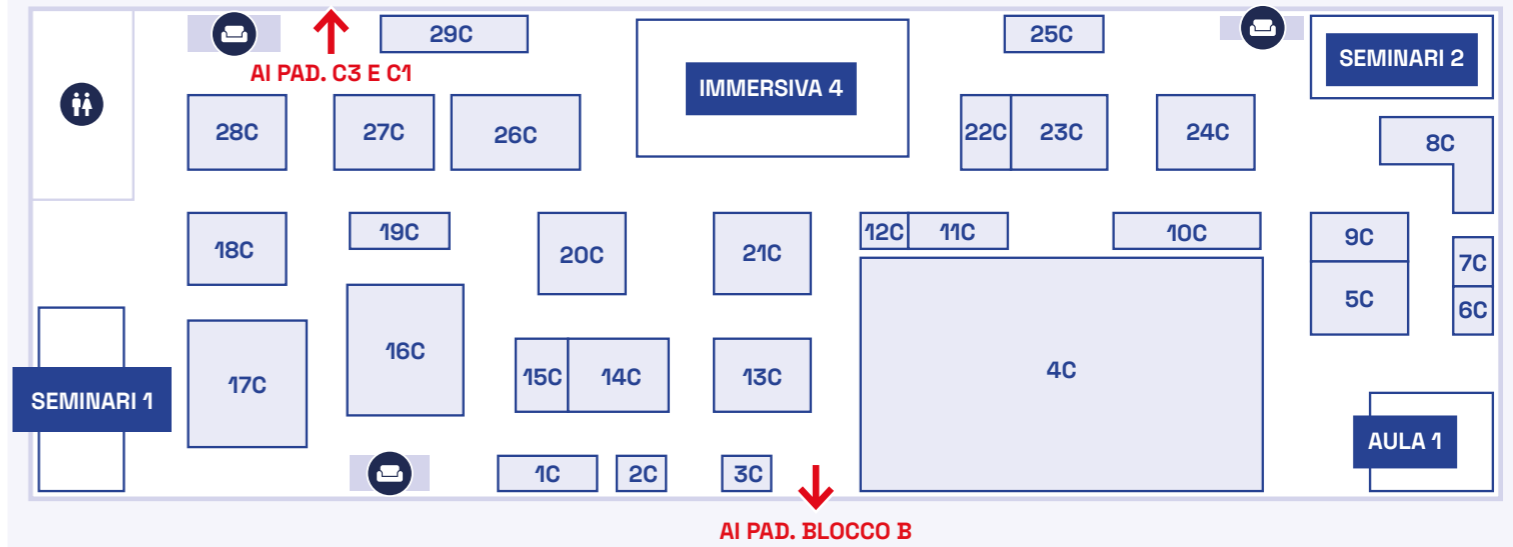 29C
25C
SEMINARI 2
AI PAD. C3 E C1
IMMERSIVA 4
28C
27C
26C
22C
23C
24C
8C
18C
19C
20C
21C
12C
11C
10C
9C
7C
5C
6C
17C
16C
15C
14C
13C
4C
SEMINARI 1
AULA 1
1C
2C
3C
AI PAD. BLOCCO B